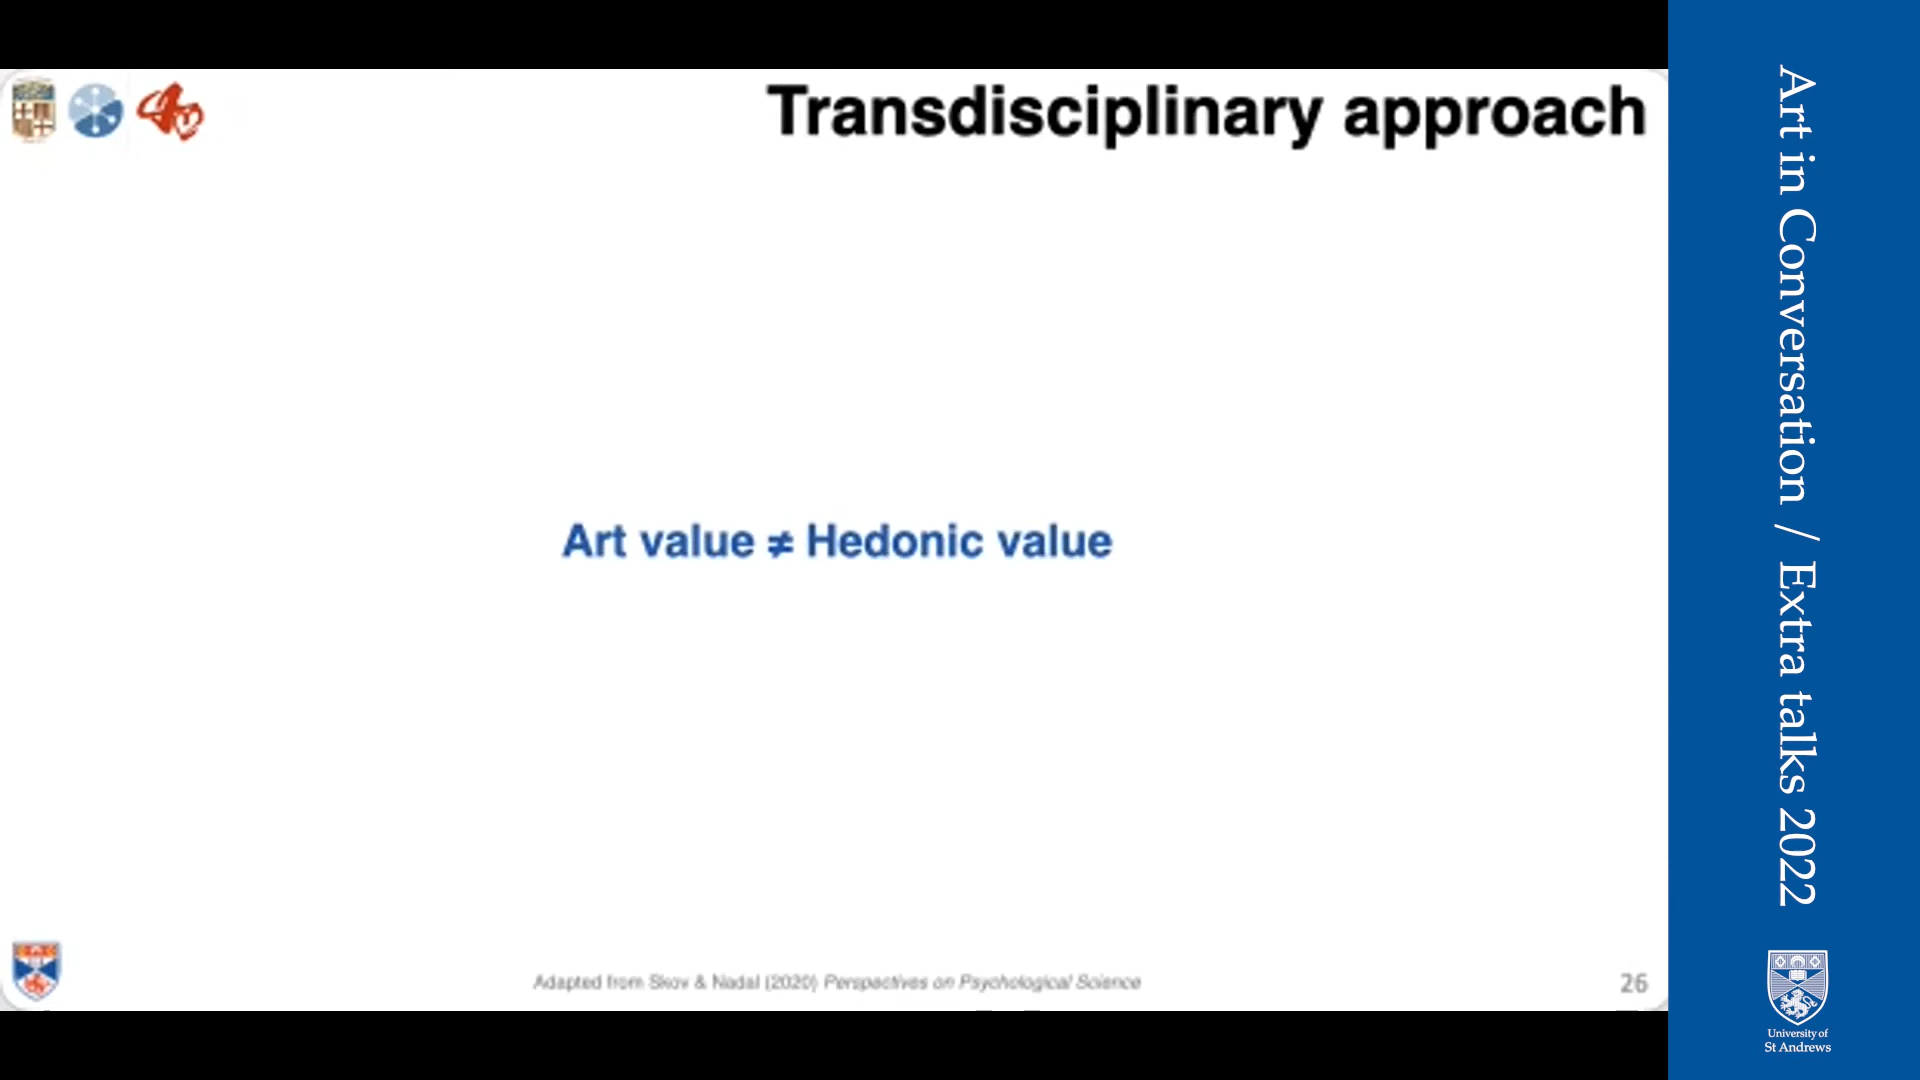 Transdisciplinary approach
Art value ≠ Hedonic value
Adapted from Skov & Nadal (2020) Perspectives on Psychological Science
26
Art in Conversation / Extra talks 2022
University of
St Andrews